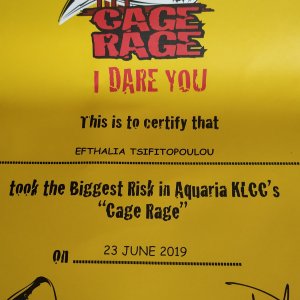 CAGE
RAGE
I DARE YOU
This is to certify that
EFTHALIA TSIFITOPOULOU
took the Biggest Risk in Aquaria KLCC's
"Cage Rage"
on 23 JUNE 2019